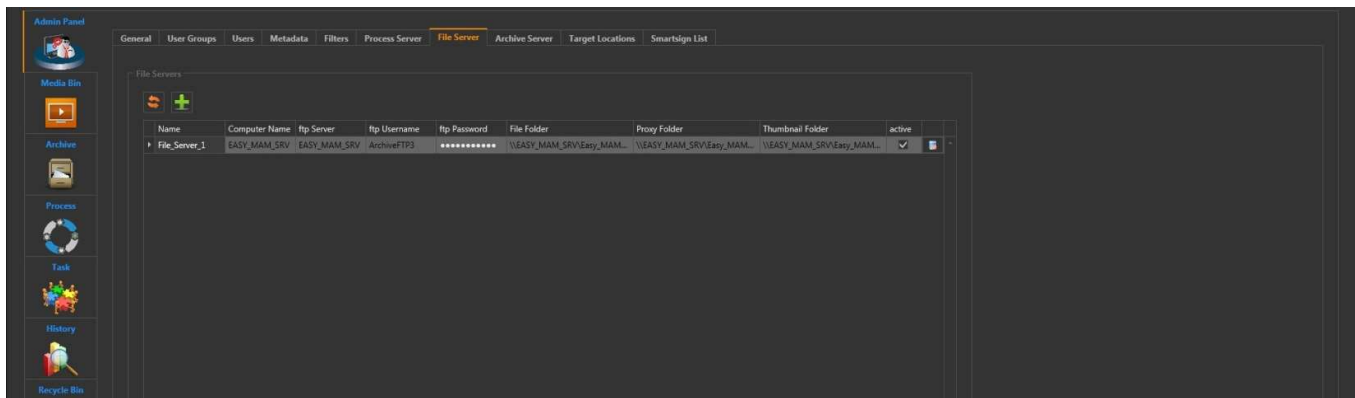 Admin Panel
General User Groups Users Metadata Filters Process Server File Server Archive Server Target Locations Smartsign List
Media Bin
File Servers
Name Computer Name ftp Server ftp Username ftp Password File Folder Proxy Folder Thumbnail Folder active
Archive
File_Server_1 EASY_MAM_SRV EASY_MAM_SRV ArchiveFTP3 ●●●●●●●●●●● \\EASY_MAM_SRV\Easy_MAM... \\EASY_MAM_SRV\Easy_MAM... \\EASY_MAM_SRV\Easy_MAM...
Process
Task
History
Recycle Bin